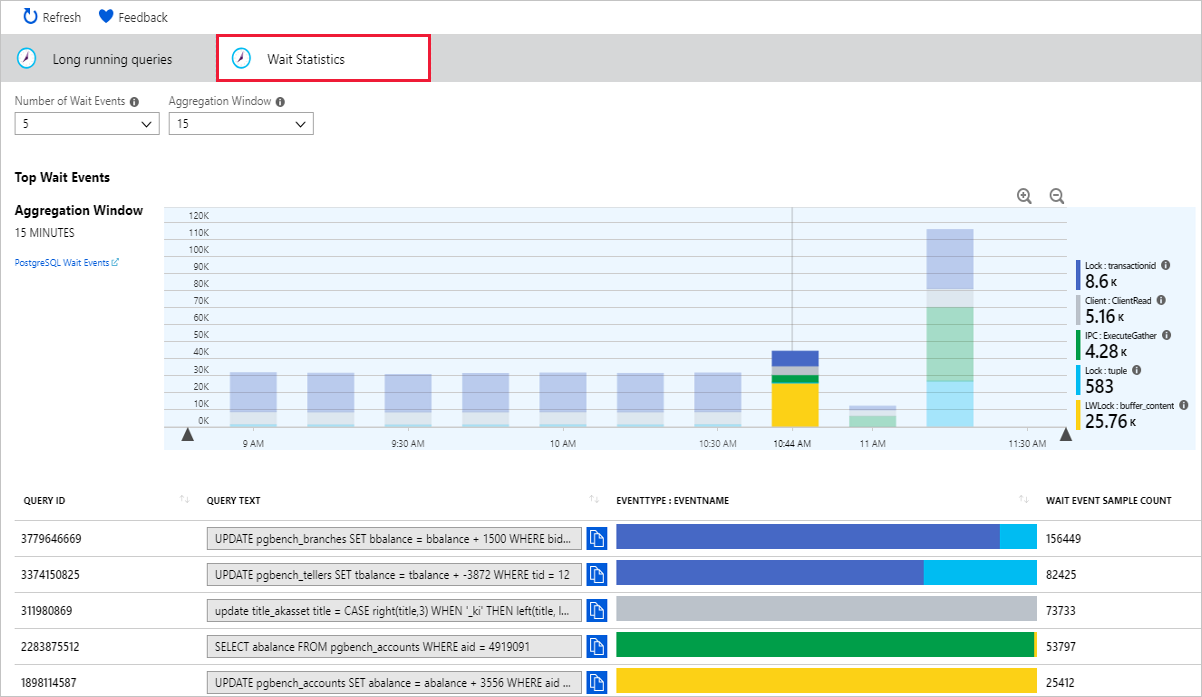 Refresh Feedback
Long running queries Wait Statistics
Number of Wait Events Aggregation Window
5 15
Top Wait Events
Aggregation Window
15 MINUTES
PostgreSQL Wait Events
120K
110K
100K
90K
80K
70K
60K
50K
40K
30K
20K
10K
0K
9 AM 9:30 AM 10 AM 10:30 AM 10:44 AM 11 AM 11:30 AM
Lock : transactionid
8.6 K
Client : ClientRead
5.16 K
IPC : ExecuteGather
4.28 K
Lock : tuple
583
LWLock : buffer_content
25.76 K
QUERY ID QUERY TEXT EVENTTYPE : EVENTNAME WAIT EVENT SAMPLE COUNT
3779646669 UPDATE pgbench_branches SET bbalance = bbalance + 1500 WHERE bid... 156449
3374150825 UPDATE pgbench_tellers SET tbalance = tbalance + -3872 WHERE tid = 12 82425
311980869 update title_akasset title = CASE right(title,3) WHEN '_ki' THEN left(title, l... 73733
2283875512 SELECT abalance FROM pgbench_accounts WHERE aid = 4919091 53797
1898114587 UPDATE pgbench_accounts SET abalance = abalance + 3556 WHERE aid ... 25412